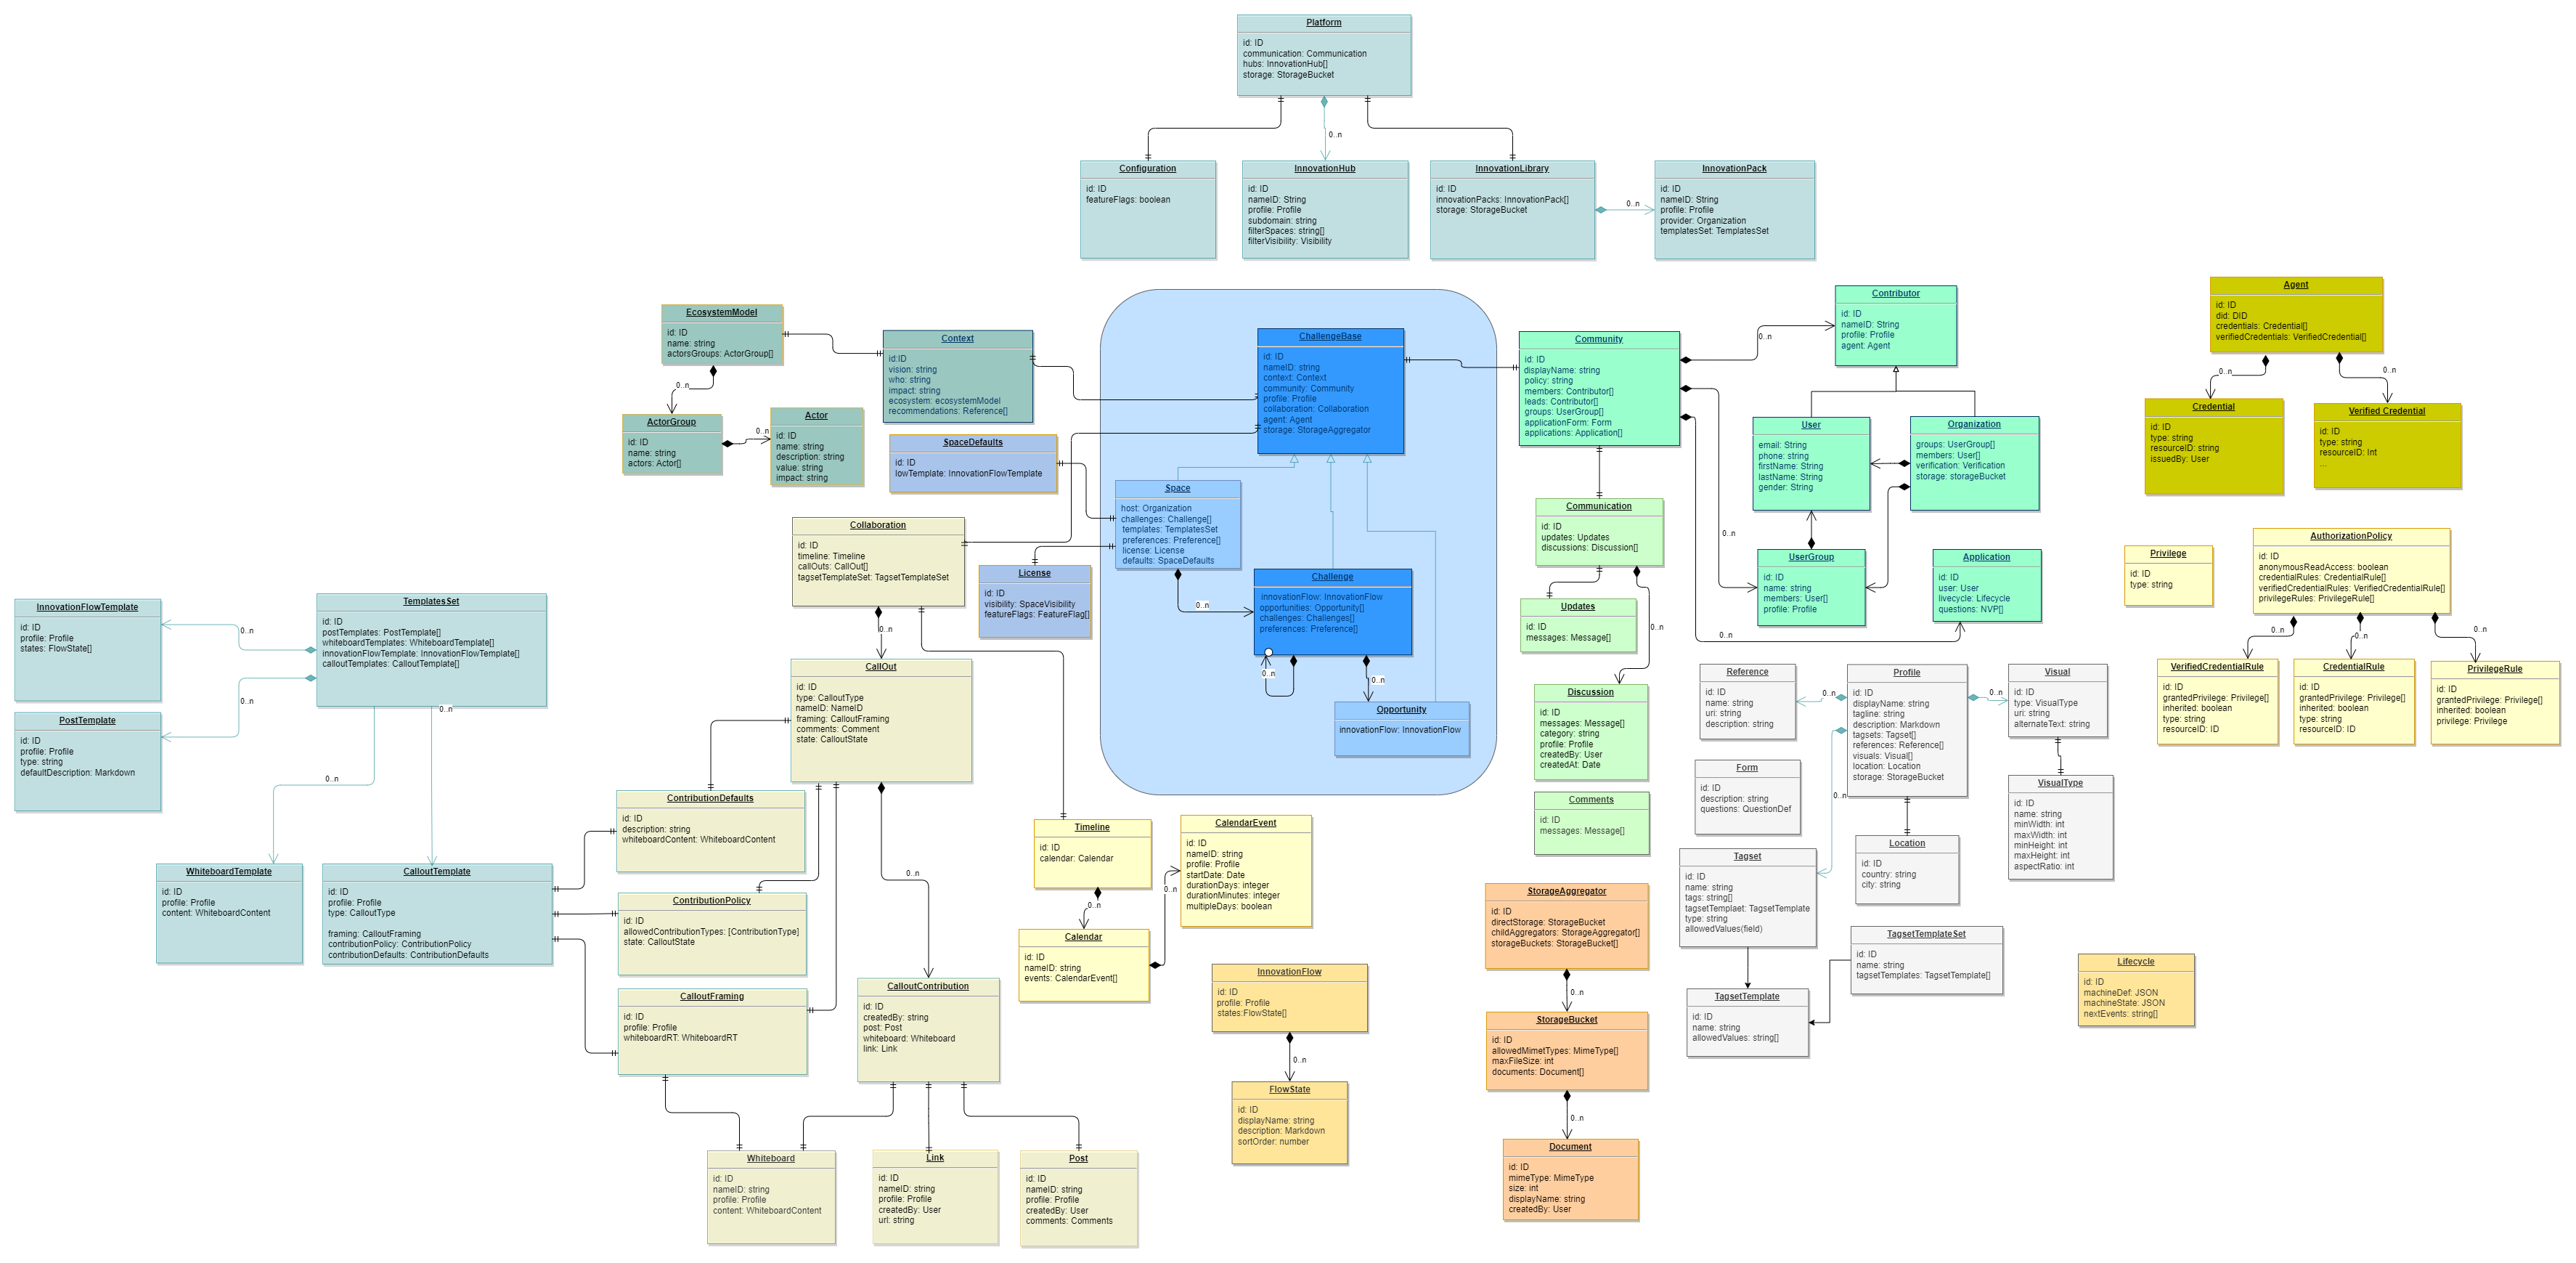 Platform
id: ID
communication: Communication
hubs: InnovationHub[]
storage: StorageBucket
0..n
Configuration
id: ID
featureFlags: boolean
InnovationHub
id: ID
nameID: String
profile: Profile
subdomain: string
filterSpaces: string[]
filterVisibility: Visibility
InnovationLibrary
id: ID
innovationPacks: InnovationPack[]
storage: StorageBucket
0..n
InnovationPack
id: ID
nameID: String
profile: Profile
provider: Organization
templatesSet: TemplatesSet
EcosystemModel
id: ID
name: string
actorsGroups: ActorGroup[]
0..n
ActorGroup
id: ID
name: string
actors: Actor[]
0..n
Actor
id: ID
name: string
description: string
value: string
impact: string
Context
id:ID
vision: string
who: string
impact: string
ecosystem: ecosystemModel
recommendations: Reference[]
SpaceDefaults
id: ID
lowTemplate: InnovationFlowTemplate
License
id: ID
visibility: SpaceVisibility
featureFlags: FeatureFlag[]
ChallengeBase
id: ID
nameID: string
context: Context
community: Community
profile: Profile
collaboration: Collaboration
agent: Agent
storage: StorageAggregator
Space
host: Organization
challenges: Challenge[]
templates: TemplatesSet
preferences: Preference[]
license: License
defaults: SpaceDefaults
0..n
Challenge
innovationFlow: InnovationFlow
opportunities: Opportunity[]
challenges: Challenges[]
preferences: Preference[]
0..n
0..n
Opportunity
innovationFlow: InnovationFlow
Community
id: ID
displayName: string
policy: string
members: Contributor[]
leads: Contributor[]
groups: UserGroup[]
applicationForm: Form
applications: Application[]
0..n
0..n
0..n
Contributor
id: ID
nameID: String
profile: Profile
agent: Agent
User
email: String
phone: string
firstName: String
lastName: String
gender: String
Organization
groups: UserGroup[]
members: User[]
verification: Verification
storage: storageBucket
UserGroup
id: ID
name: string
members: User[]
profile: Profile
Application
id: ID
user: User
livecycle: Lifecycle
questions: NVP[]
Agent
id: ID
did: DID
credentials: Credential[]
verifiedCredentials: VerifiedCredential[]
0..n
0..n
Credential
id: ID
type: string
resourceID: string
issuedBy: User
Verified Credential
id: ID
type: string
resourceID: Int
...
Communication
id: ID
updates: Updates
discussions: Discussion[]
0..n
Updates
id: ID
messages: Message[]
Discussion
id: ID
messages: Message[]
category: string
profile: Profile
createdBy: User
createdAt: Date
Comments
id: ID
messages: Message[]
Privilege
id: ID
type: string
AuthorizationPolicy
id: ID
anonymousReadAccess: boolean
credentialRules: CredentialRule[]
verifiedCredentialRules: VerifiedCredentialRule[]
privilegeRules: PrivilegeRule[]
0..n
0..n
0..n
VerifiedCredentialRule
id: ID
grantedPrivilege: Privilege[]
inherited: boolean
type: string
resourceID: ID
CredentialRule
id: ID
grantedPrivilege: Privilege[]
inherited: boolean
type: string
resourceID: ID
PrivilegeRule
id: ID
grantedPrivilege: Privilege[]
inherited: boolean
privilege: Privilege
Collaboration
id: ID
timeline: Timeline
callOuts: CallOut[]
tagsetTemplateSet: TagsetTemplateSet
0..n
CallOut
id: ID
type: CalloutType
nameID: NameID
framing: CalloutFraming
comments: Comment
state: CalloutState
0..n
InnovationFlowTemplate
id: ID
profile: Profile
states: FlowState[]
0..n
TemplatesSet
id: ID
postTemplates: PostTemplate[]
whiteboardTemplates: WhiteboardTemplate[]
innovationFlowTemplate: InnovationFlowTemplate[]
calloutTemplates: CalloutTemplate[]
0..n
0..n
0..n
PostTemplate
id: ID
profile: Profile
type: string
defaultDescription: Markdown
WhiteboardTemplate
id: ID
profile: Profile
content: WhiteboardContent
CalloutTemplate
id: ID
profile: Profile
type: CalloutType
framing: CalloutFraming
contributionPolicy: ContributionPolicy
contributionDefaults: ContributionDefaults
ContributionDefaults
id: ID
description: string
whiteboardContent: WhiteboardContent
ContributionPolicy
id: ID
allowedContributionTypes: [ContributionType]
state: CalloutState
CalloutFraming
id: ID
profile: Profile
whiteboardRT: WhiteboardRT
CalloutContribution
id: ID
createdBy: string
post: Post
whiteboard: Whiteboard
link: Link
Whiteboard
id: ID
nameID: string
profile: Profile
content: WhiteboardContent
Link
id: ID
nameID: string
profile: Profile
createdBy: User
url: string
Post
id: ID
nameID: string
profile: Profile
createdBy: User
comments: Comments
Timeline
id: ID
calendar: Calendar
0..n
Calendar
id: ID
nameID: string
events: CalendarEvent[]
0..n
CalendarEvent
id: ID
nameID: string
profile: Profile
startDate: Date
durationDays: integer
durationMinutes: integer
multipleDays: boolean
InnovationFlow
id: ID
profile: Profile
states:FlowState[]
0..n
FlowState
id: ID
displayName: string
description: Markdown
sortOrder: number
StorageAggregator
id: ID
directStorage: StorageBucket
childAggregators: StorageAggregator[]
storageBuckets: StorageBucket[]
0..n
StorageBucket
id: ID
allowedMimetTypes: MimeType[]
maxFileSize: int
documents: Document[]
0..n
Document
id: ID
mimeType: MimeType
size: int
displayName: string
createdBy: User
Reference
id: ID
name: string
uri: string
description: string
0..n
Profile
id: ID
displayName: string
tagline: string
description: Markdown
tagsets: Tagset[]
references: Reference[]
visuals: Visual[]
location: Location
storage: StorageBucket
0..n
0..n
Visual
id: ID
type: VisualType
uri: string
alternateText: string
VisualType
id: ID
name: string
minWidth: int
maxWidth: int
minHeight: int
maxHeight: int
aspectRatio: int
Form
id: ID
description: string
questions: QuestionDef
Location
id: ID
country: string
city: string
Tagset
id: ID
name: string
tags: string[]
tagsetTemplaet: TagsetTemplate
type: string
allowedValues(field)
TagsetTemplateSet
id: ID
name: string
tagsetTemplates: TagsetTemplate[]
TagsetTemplate
id: ID
name: string
allowedValues: string[]
Lifecycle
id: ID
machineDef: JSON
machineState: JSON
nextEvents: string[]